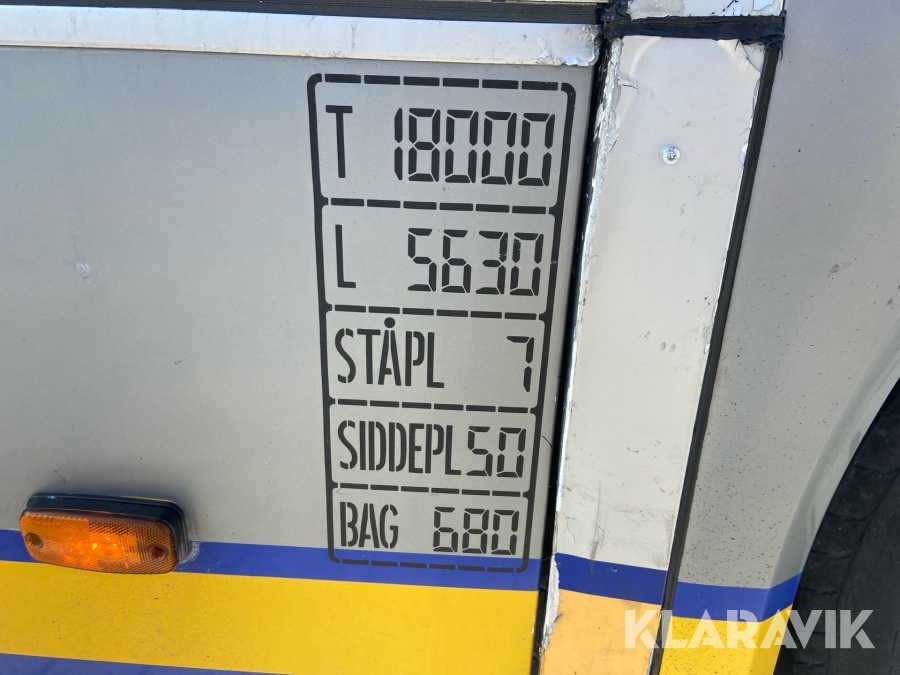 T 18000
L 5630
STÅPL 7
SIDDEPL 50
BAG 680
KLARAVIK